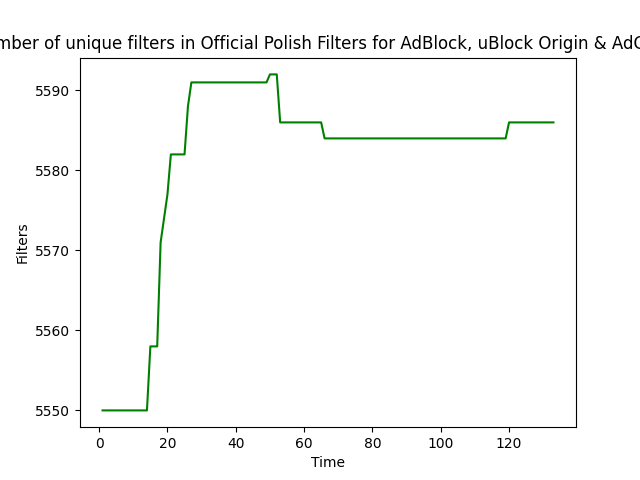 mber of unique filters in Official Polish Filters for AdBlock, uBlock Origin & AdG
5590
5580
5570
5560
5550
Filters
0 20 40 60 80 100 120
Time